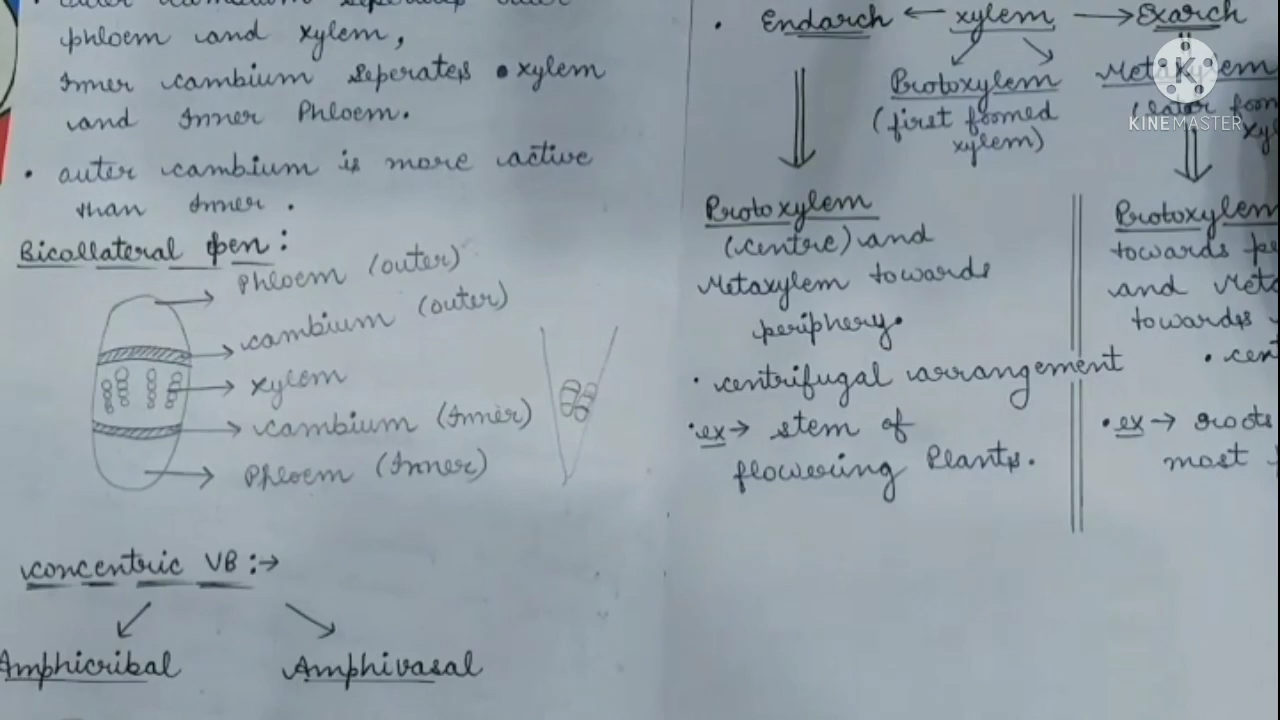 phloem and xylem,
Inner cambium seperates xylem
and Inner Phloem.
• outer cambium is more active
than Inner.
Bicollateral open:
Phloem (outer)
cambium (outer)
xylem
cambium (Inner)
Phloem (Inner)
concentric VB:→
Amphicribal
Amphivasal
• Endarch ← xylem → Exarch
Protoxylem
(first formed
xylem)
Metaxylem
Protoxylem
(centre) and
Metaxylem towards
periphery.
• centrifugal arrangement
• ex → stem of
flowering Plants.
Protoxylem
towards
and
towards
• ex → roots
most
KINEMASTER